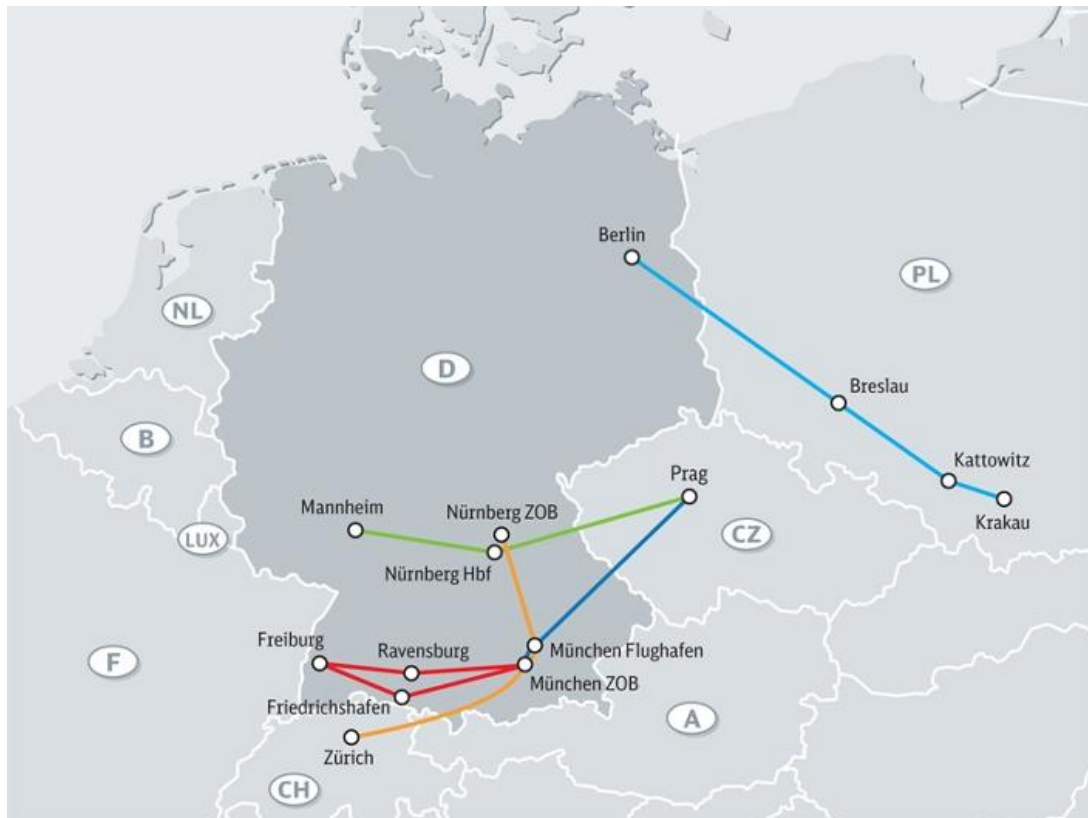 Berlin
PL
NL
D
Breslau
B
Kattowitz
Prag
Krakau
Mannheim
Nürnberg ZOB
LUX
CZ
Nürnberg Hbf
Freiburg
Ravensburg
München Flughafen
F
München ZOB
Friedrichshafen
A
Zürich
CH